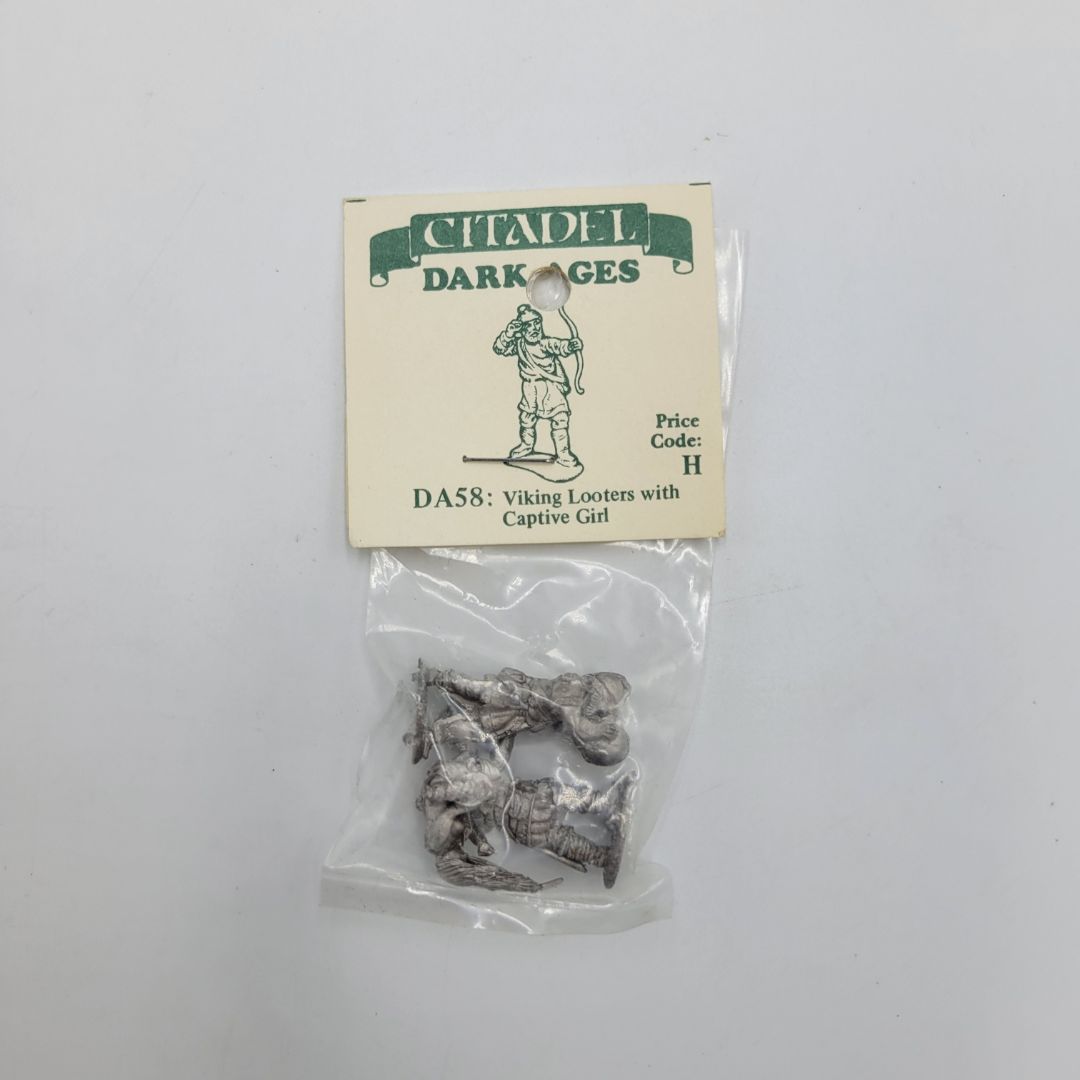 CITADEL
DARK AGES
Price
Code:
H
DA58: Viking Looters with
Captive Girl